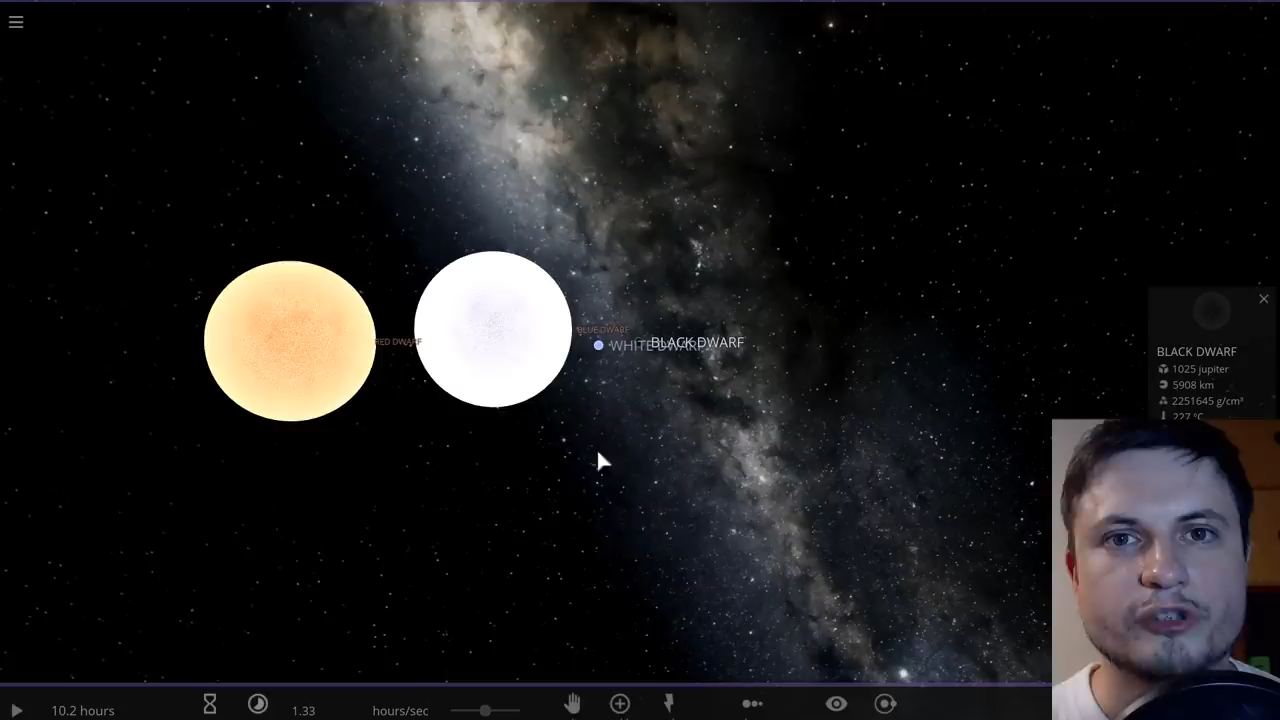 RED DWARF
BLUE DWARF
WHITE DWARF
BLACK DWARF
BLACK DWARF
1025 jupiter
5908 km
2251645 g/cm³
227 °C
10.2 hours
1.33
hours/sec